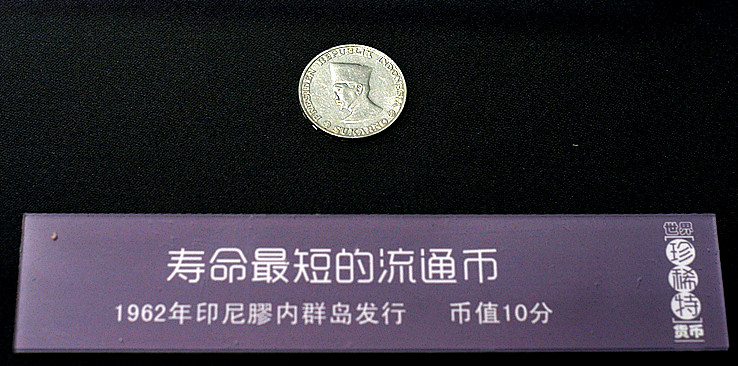 PRESIDEN REPUBLIK INDONESIA
SUKARNO
寿命最短的流通币
1962年印尼膠内群岛发行 币值10分
世界
珍
稀
特
货币